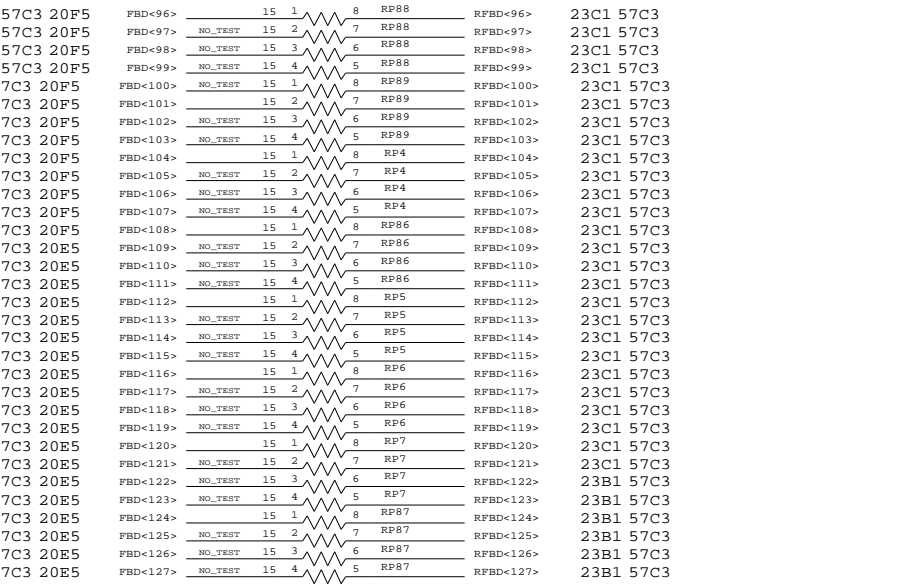 57C3 20F5 FBD<96> 15 1 8 RP88 RFBD<96> 23C1 57C3
57C3 20F5 FBD<97> NO_TEST 15 2 7 RP88 RFBD<97> 23C1 57C3
57C3 20F5 FBD<98> 15 3 6 RP88 RFBD<98> 23C1 57C3
57C3 20F5 FBD<99> NO_TEST 15 4 5 RP88 RFBD<99> 23C1 57C3
7C3 20F5 FBD<100> NO_TEST 15 1 8 RP89 RFBD<100> 23C1 57C3
7C3 20F5 FBD<101> 15 2 7 RP89 RFBD<101> 23C1 57C3
7C3 20F5 FBD<102> NO_TEST 15 3 6 RP89 RFBD<102> 23C1 57C3
7C3 20F5 FBD<103> NO_TEST 15 4 5 RP89 RFBD<103> 23C1 57C3
7C3 20F5 FBD<104> 15 1 8 RP4 RFBD<104> 23C1 57C3
7C3 20F5 FBD<105> NO_TEST 15 2 7 RP4 RFBD<105> 23C1 57C3
7C3 20F5 FBD<106> NO_TEST 15 3 6 RP4 RFBD<106> 23C1 57C3
7C3 20F5 FBD<107> NO_TEST 15 4 5 RP4 RFBD<107> 23C1 57C3
7C3 20F5 FBD<108> 15 1 8 RP86 RFBD<108> 23C1 57C3
7C3 20E5 FBD<109> NO_TEST 15 2 7 RP86 RFBD<109> 23C1 57C3
7C3 20E5 FBD<110> NO_TEST 15 3 6 RP86 RFBD<110> 23C1 57C3
7C3 20E5 FBD<111> NO_TEST 15 4 5 RP86 RFBD<111> 23C1 57C3
7C3 20E5 FBD<112> 15 1 8 RP5 RFBD<112> 23C1 57C3
7C3 20E5 FBD<113> NO_TEST 15 2 7 RP5 RFBD<113> 23C1 57C3
7C3 20E5 FBD<114> NO_TEST 15 3 6 RP5 RFBD<114> 23C1 57C3
7C3 20E5 FBD<115> NO_TEST 15 4 5 RP5 RFBD<115> 23C1 57C3
7C3 20E5 FBD<116> 15 1 8 RP6 RFBD<116> 23C1 57C3
7C3 20E5 FBD<117> NO_TEST 15 2 7 RP6 RFBD<117> 23C1 57C3
7C3 20E5 FBD<118> NO_TEST 15 3 6 RP6 RFBD<118> 23C1 57C3
7C3 20E5 FBD<119> NO_TEST 15 4 5 RP6 RFBD<119> 23C1 57C3
7C3 20E5 FBD<120> 15 1 8 RP7 RFBD<120> 23C1 57C3
7C3 20E5 FBD<121> NO_TEST 15 2 7 RP7 RFBD<121> 23C1 57C3
7C3 20E5 FBD<122> NO_TEST 15 3 6 RP7 RFBD<122> 23B1 57C3
7C3 20E5 FBD<123> NO_TEST 15 4 5 RP7 RFBD<123> 23B1 57C3
7C3 20E5 FBD<124> 15 1 8 RP87 RFBD<124> 23B1 57C3
7C3 20E5 FBD<125> NO_TEST 15 2 7 RP87 RFBD<125> 23B1 57C3
7C3 20E5 FBD<126> NO_TEST 15 3 6 RP87 RFBD<126> 23B1 57C3
7C3 20E5 FBD<127> NO_TEST 15 4 5 RP87 RFBD<127> 23B1 57C3